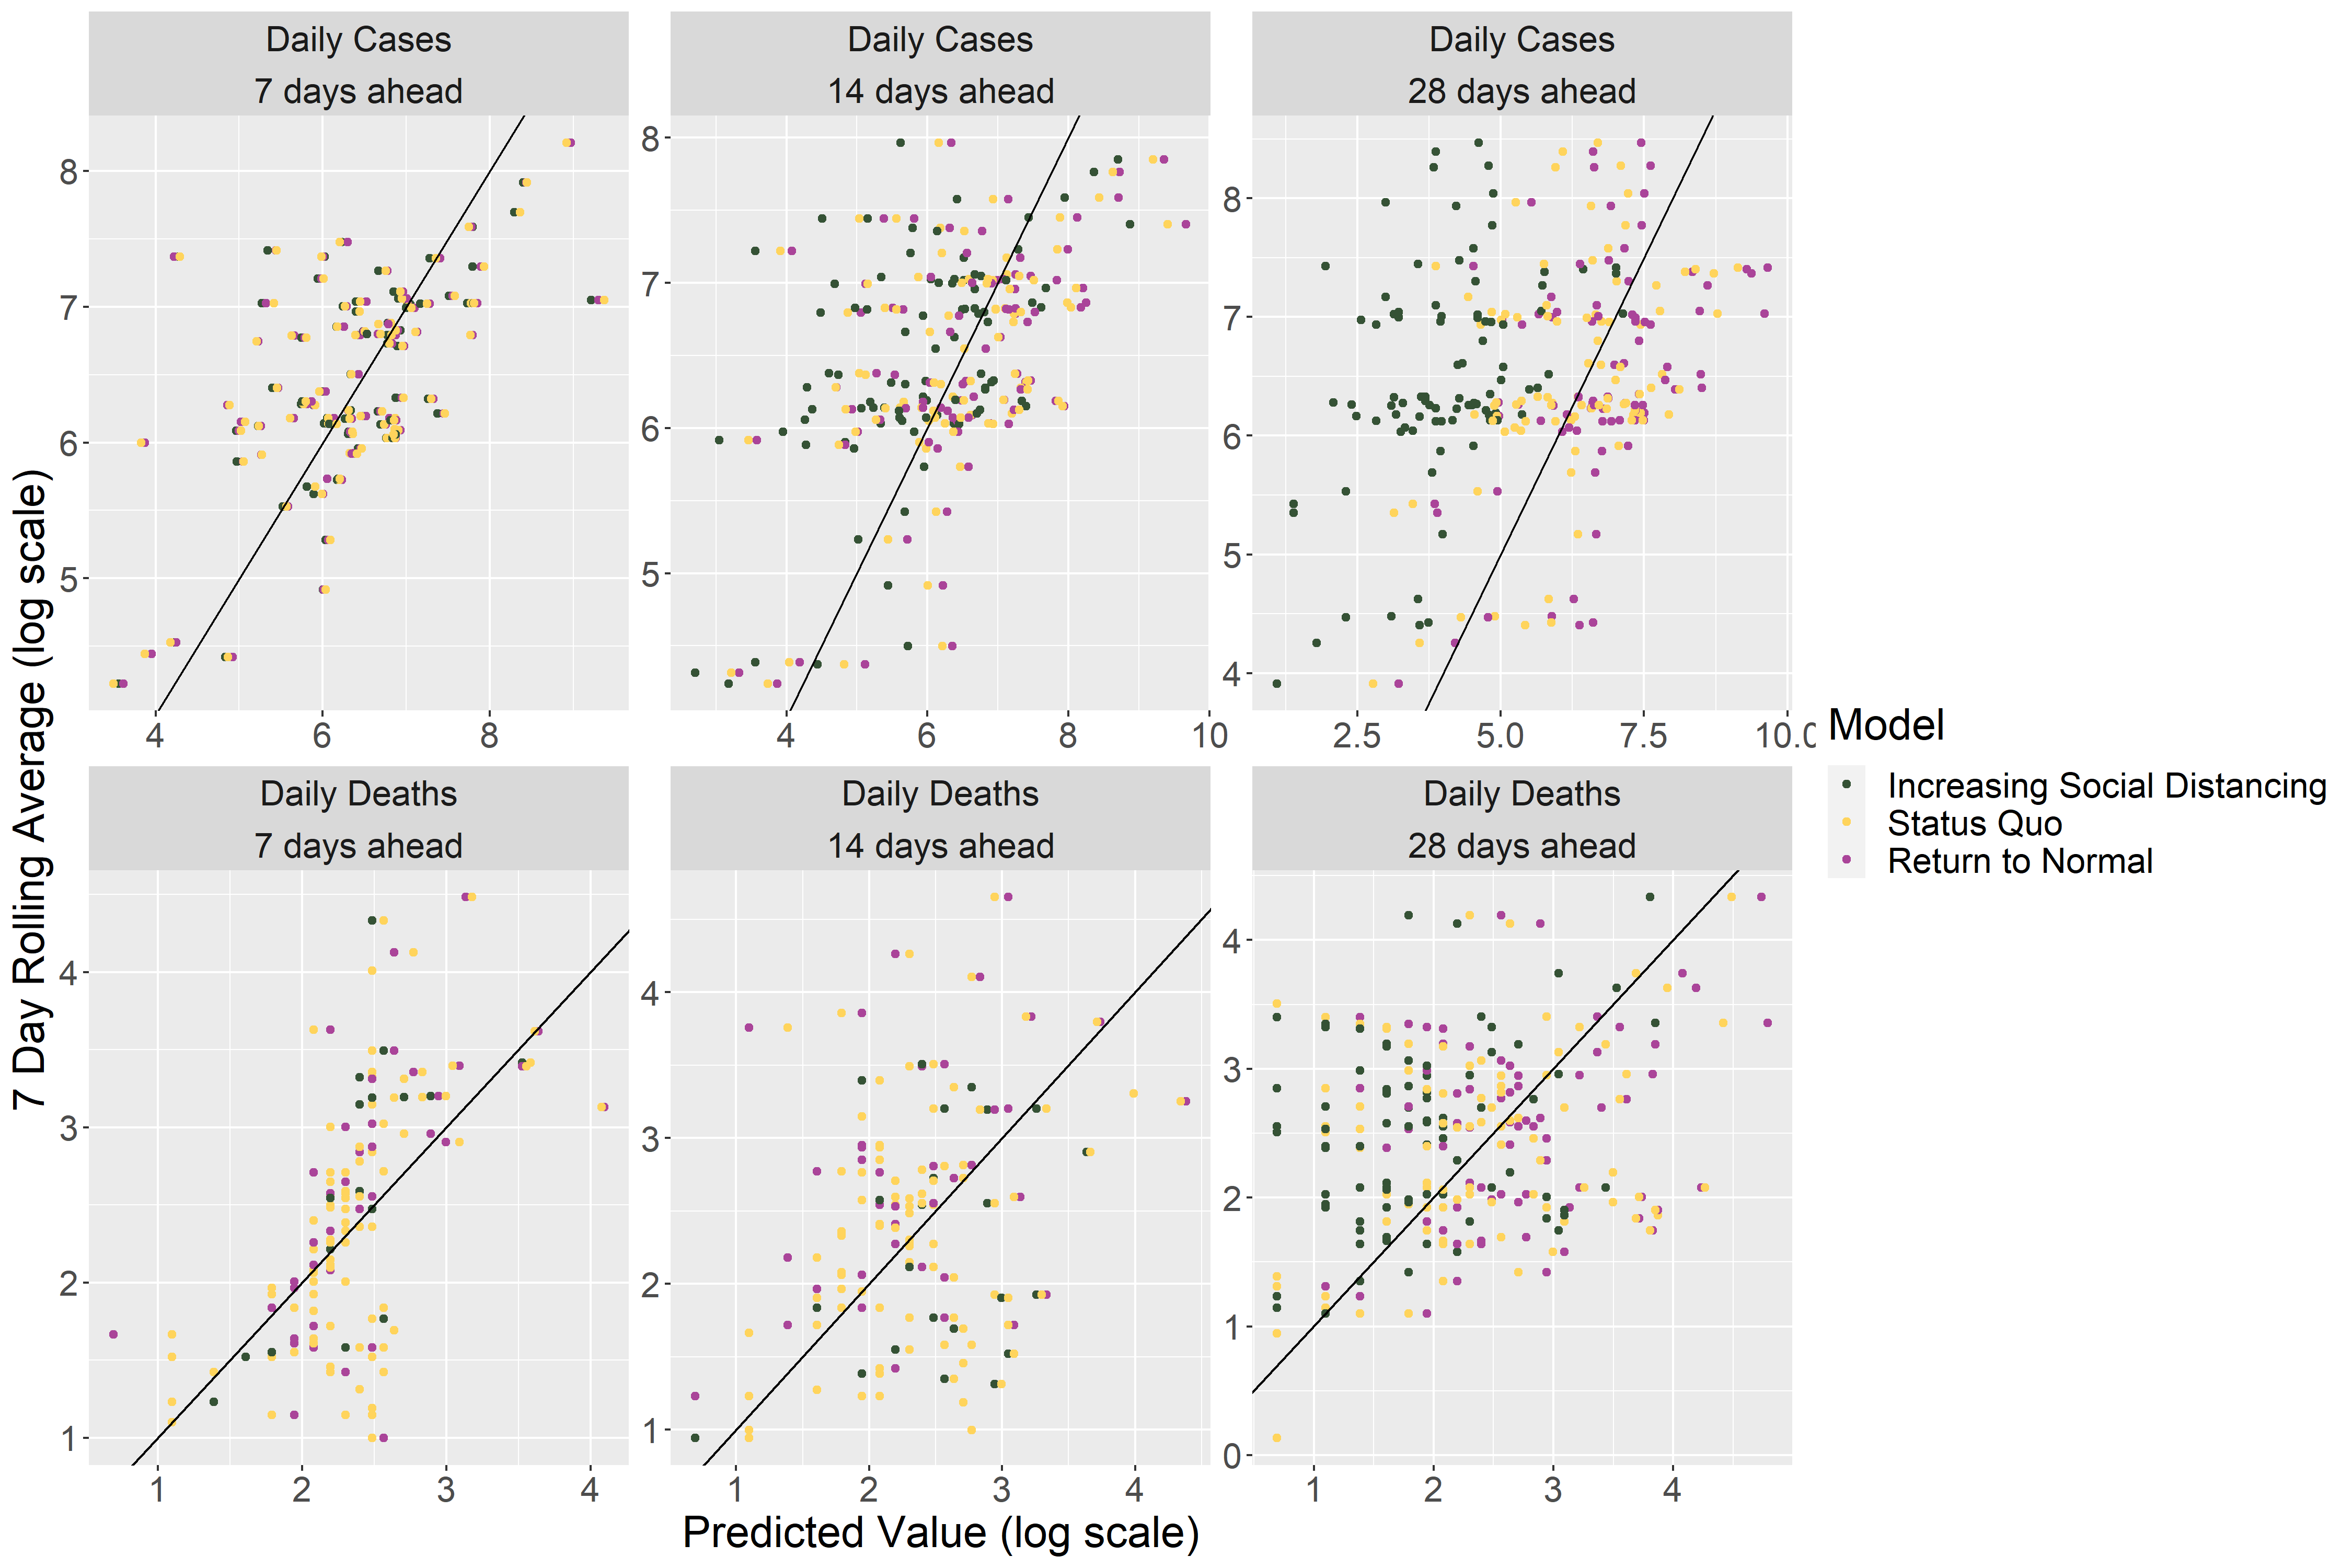 Daily Cases
7 days ahead
Daily Cases
14 days ahead
Daily Cases
28 days ahead
8
7
6
5
8
7
6
5
8
7
6
5
4
4 6 8
4 6 8 10
2.5 5.0 7.5 10.0
Daily Deaths
7 days ahead
Daily Deaths
14 days ahead
Daily Deaths
28 days ahead
4
3
2
1
4
3
2
1
4
3
2
1
0
1 2 3 4
1 2 3 4
1 2 3 4
7 Day Rolling Average (log scale)
Predicted Value (log scale)
Model
Increasing Social Distancing
Status Quo
Return to Normal